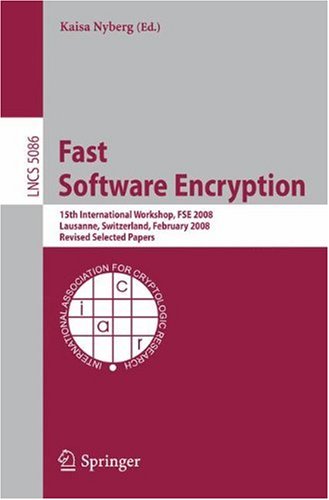 Kaisa Nyberg (Ed.)
LNCS 5086
Fast
Software Encryption
15th International Workshop, FSE 2008
Lausanne, Switzerland, February 2008
Revised Selected Papers
INTERNATIONAL ASSOCIATION FOR CRYPTOLOGIC RESEARCH
i a c r
Springer